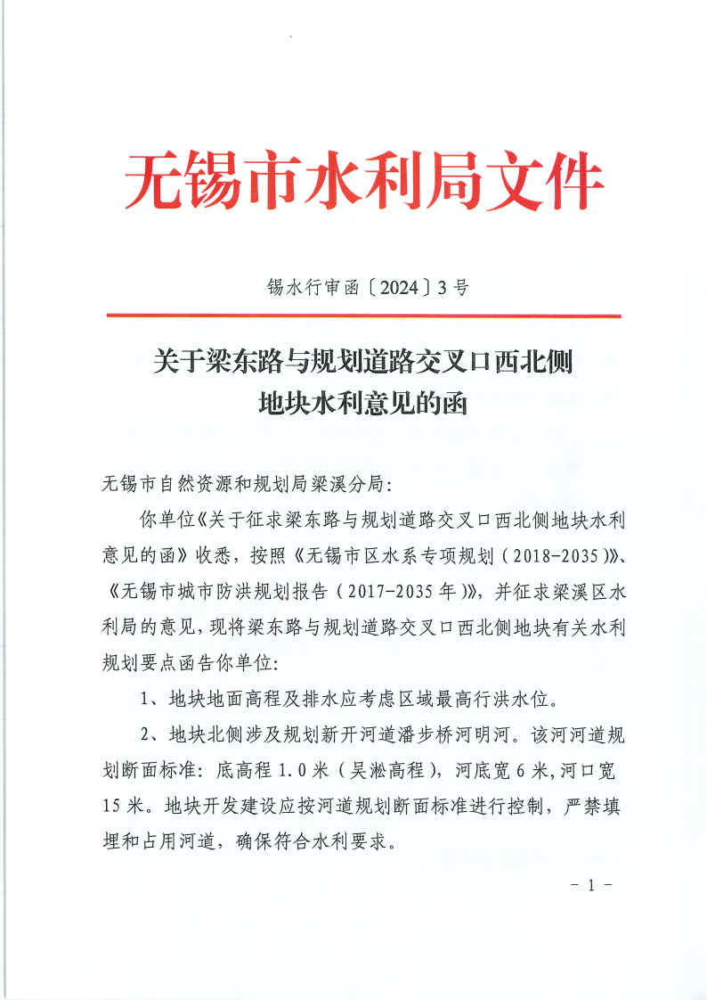 无锡市水利局文件
锡水行审函〔2024〕3号
关于梁东路与规划道路交叉口西北侧
地块水利意见的函
无锡市自然资源和规划局梁溪分局：
你单位《关于征求梁东路与规划道路交叉口西北侧地块水利
意见的函》收悉，按照《无锡市区水系专项规划（2018-2035）》、
《无锡市城市防洪规划报告（2017-2035年）》，并征求梁溪区水
利局的意见，现将梁东路与规划道路交叉口西北侧地块有关水利
规划要点函告你单位：
1、地块地面高程及排水应考虑区域最高行洪水位。
2、地块北侧涉及规划新开河道潘步桥河明河。该河河道规
划断面标准：底高程1.0米（吴淞高程），河底宽6米，河口宽
15米。地块开发建设应按河道规划断面标准进行控制，严禁填
埋和占用河道，确保符合水利要求。
- 1 -